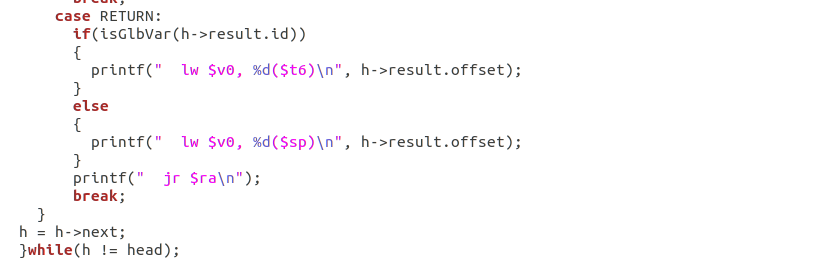 break;
case RETURN:
if(isGlbVar(h->result.id))
{
printf("  lw $v0, %d($t6)\n", h->result.offset);
}
else
{
printf("  lw $v0, %d($sp)\n", h->result.offset);
}
printf("  jr $ra\n");
break;
}
h = h->next;
}while(h != head);